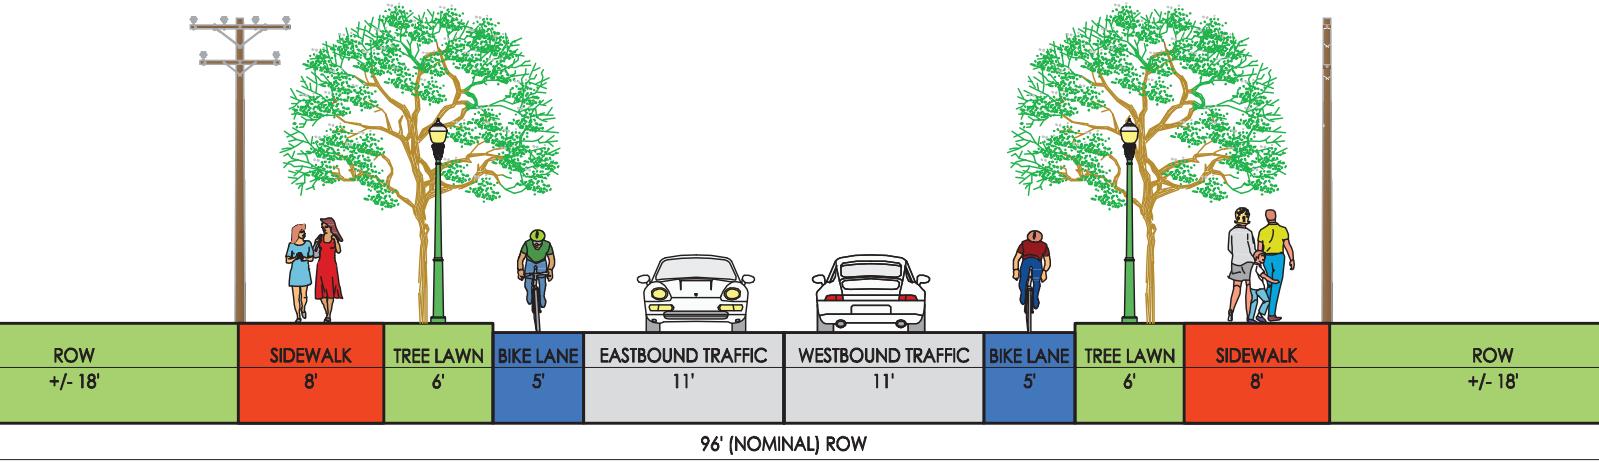 ROW
+/- 18'
SIDEWALK
8'
TREE LAWN
6'
BIKE LANE
5'
EASTBOUND TRAFFIC
11'
WESTBOUND TRAFFIC
11'
BIKE LANE
5'
TREE LAWN
6'
SIDEWALK
8'
ROW
+/- 18'
96' (NOMINAL) ROW